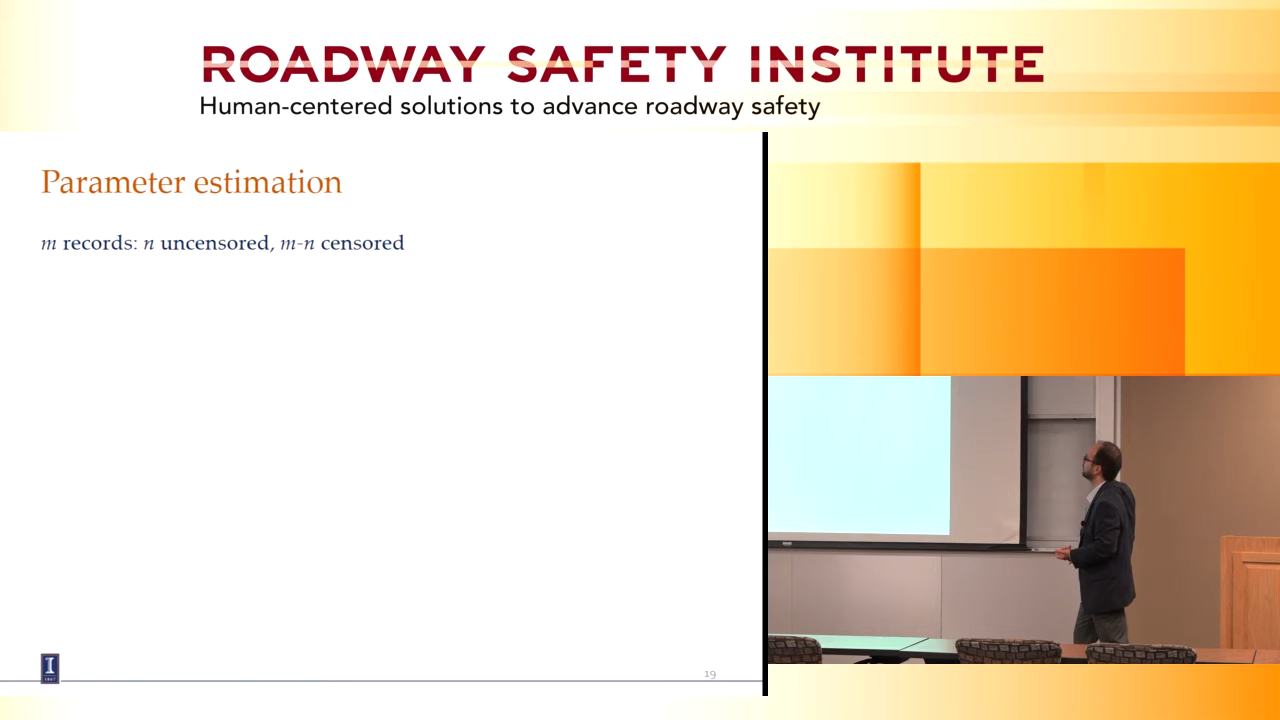 ROADWAY SAFETY INSTITUTE
Human-centered solutions to advance roadway safety
Parameter estimation
m records: n uncensored, m-n censored
I
19